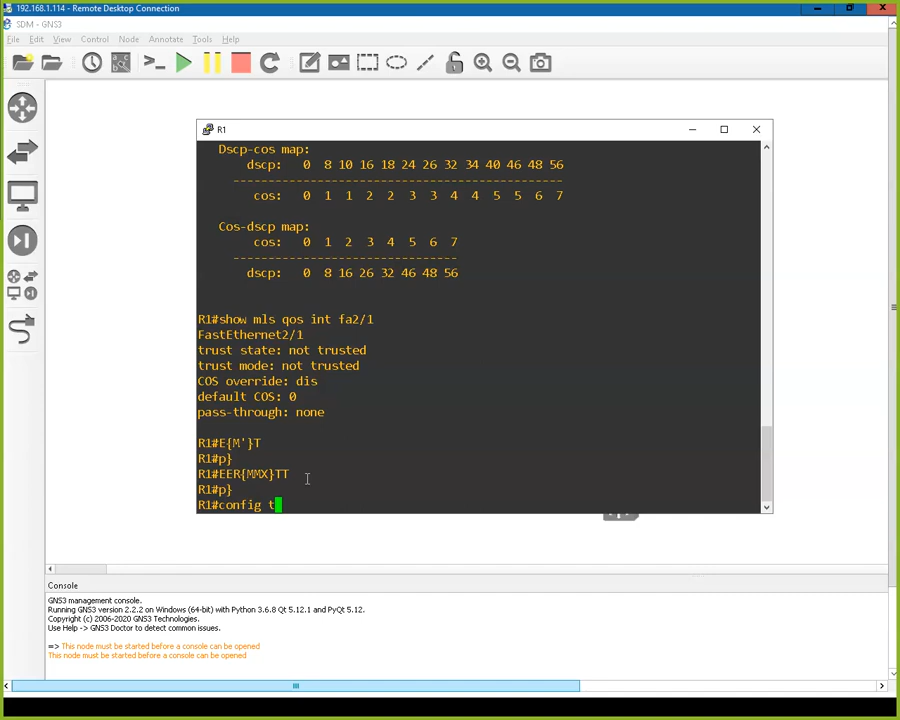 192.168.1.114 - Remote Desktop Connection
SDM - GNS3
File Edit View Control Node Annotate Tools Help
R1
Dscp-cos map:
dscp: 0 8 10 16 18 24 26 32 34 40 46 48 56
-----------------------------------------------
cos: 0 1 1 2 2 3 3 4 4 5 5 6 7
Cos-dscp map:
cos: 0 1 2 3 4 5 6 7
--------------------------------
dscp: 0 8 16 26 32 46 48 56
R1#show mls qos int fa2/1
FastEthernet2/1
trust state: not trusted
trust mode: not trusted
COS override: dis
default COS: 0
pass-through: none
R1#E{M'}T
R1#p}
R1#EER{MMX}TT
R1#p}
R1#config t
Console
GNS3 management console.
Running GNS3 version 2.2.2 on Windows (64-bit) with Python 3.6.8 Qt 5.12.1 and PyQt 5.12.
Copyright (c) 2006-2020 GNS3 Technologies.
Use Help -> GNS3 Doctor to detect common issues.
=> This node must be started before a console can be opened
This node must be started before a console can be opened